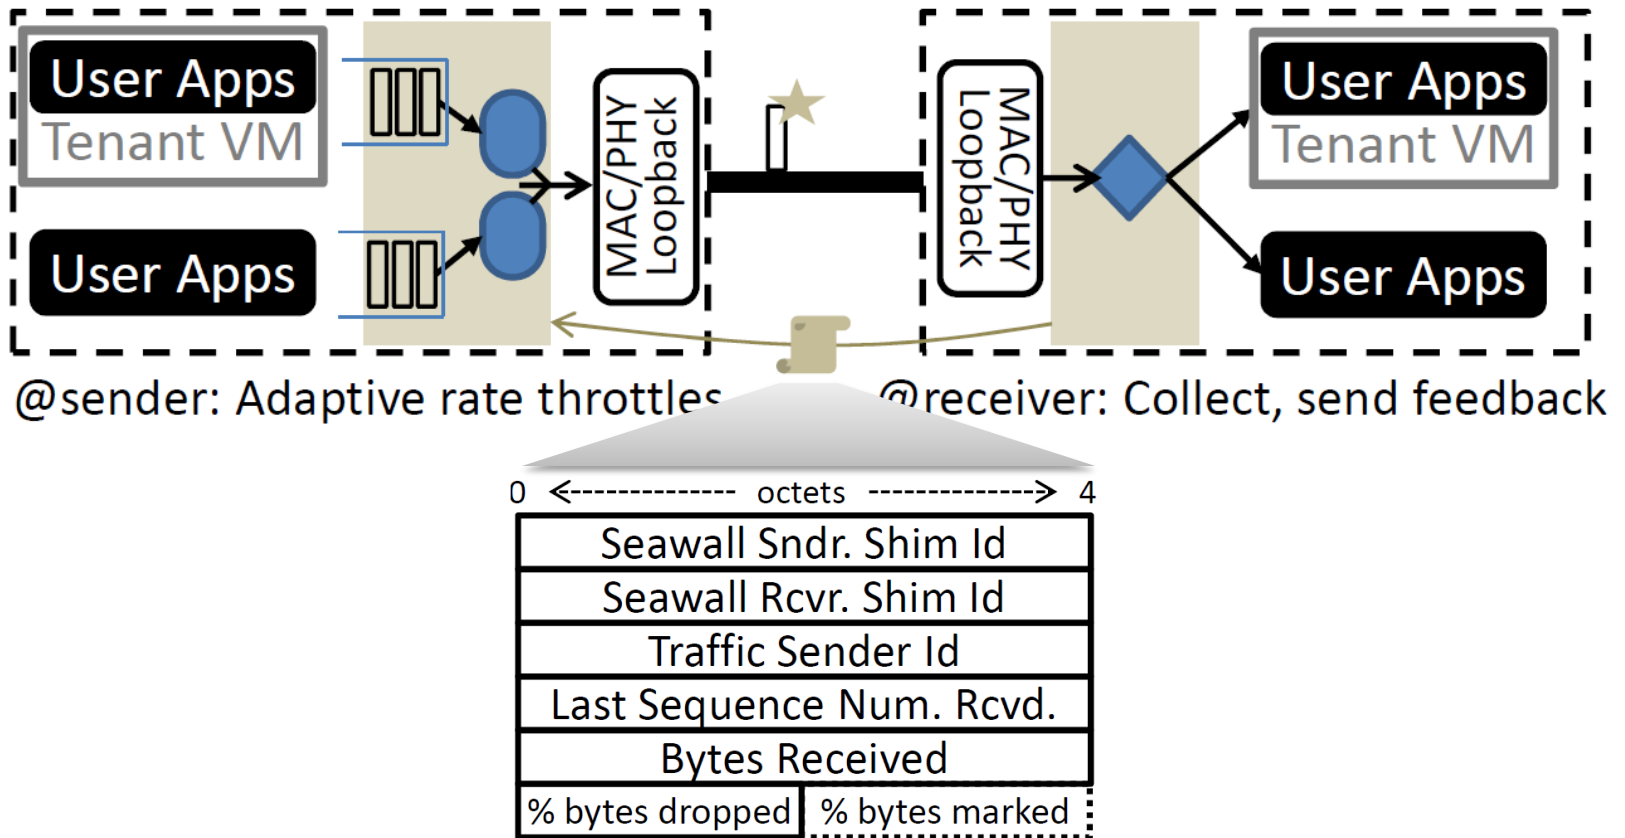 User Apps
Tenant VM
User Apps
MAC/PHY
Loopback
MAC/PHY
Loopback
User Apps
Tenant VM
User Apps
@sender: Adaptive rate throttles
@receiver: Collect, send feedback
0 octets 4
Seawall Sndr. Shim Id
Seawall Rcvr. Shim Id
Traffic Sender Id
Last Sequence Num. Rcvd.
Bytes Received
% bytes dropped % bytes marked